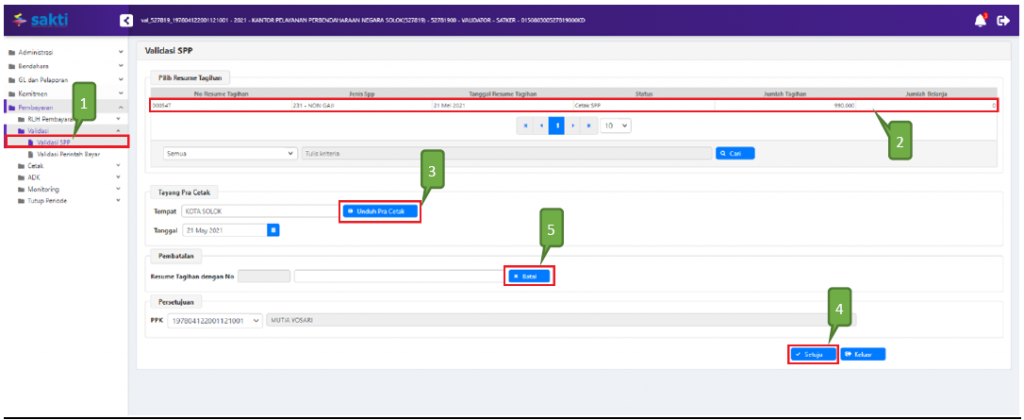 sakti
val_527819_197804122001121001 - 2021 - KANTOR PELAYANAN PERBENDAHARAAN NEGARA SOLOK(527819) - 52781900 - VALIDATOR - SATKER - 015080300527819000KD
Administrasi
Bendahara
GL dan Pelaporan
Komitmen
Pembayaran
RUH Pembayaran
Validasi
Validasi SPP
Validasi Perintah Bayar
Cetak
ADK
Monitoring
Tutup Periode
1
Validasi SPP
Pilih Resume Tagihan
No Resume Tagihan Jenis Spp Tanggal Resume Tagihan Status Jumlah Tagihan Jumlah Belanja
00054T 231 - NON GAJI 21 Mei 2021 Cetak SPP 990.000 0
1 10
2
Semua Tulis kriteria Cari
3
Tayang Pra Cetak
Tempat KOTA SOLOK Unduh Pra Cetak
Tanggal 21 May 2021
5
Pembatalan
Resume Tagihan dengan No Batal
Persetujuan
4
PPK 197804122001121001 MUTIA YOSARI
Setuju Keluar